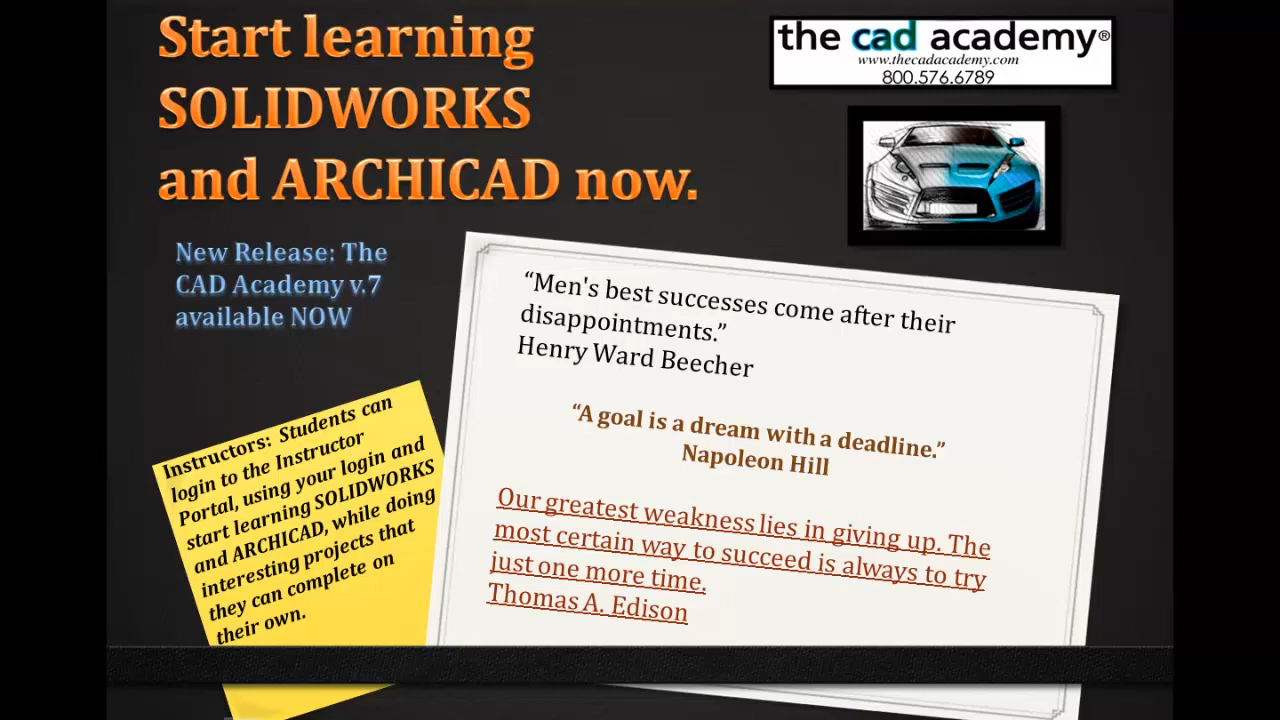 Start learning
SOLIDWORKS
and ARCHICAD now.
the cad academy®
www.thecadacademy.com
800.576.6789
New Release: The
CAD Academy v.7
available NOW
“Men's best successes come after their
disappointments.”
Henry Ward Beecher
“A goal is a dream with a deadline.”
Napoleon Hill
Our greatest weakness lies in giving up. The
most certain way to succeed is always to try
just one more time.
Thomas A. Edison
Instructors: Students can
login to the Instructor
Portal, using your login and
start learning SOLIDWORKS
and ARCHICAD, while doing
interesting projects that
they can complete on
their own.